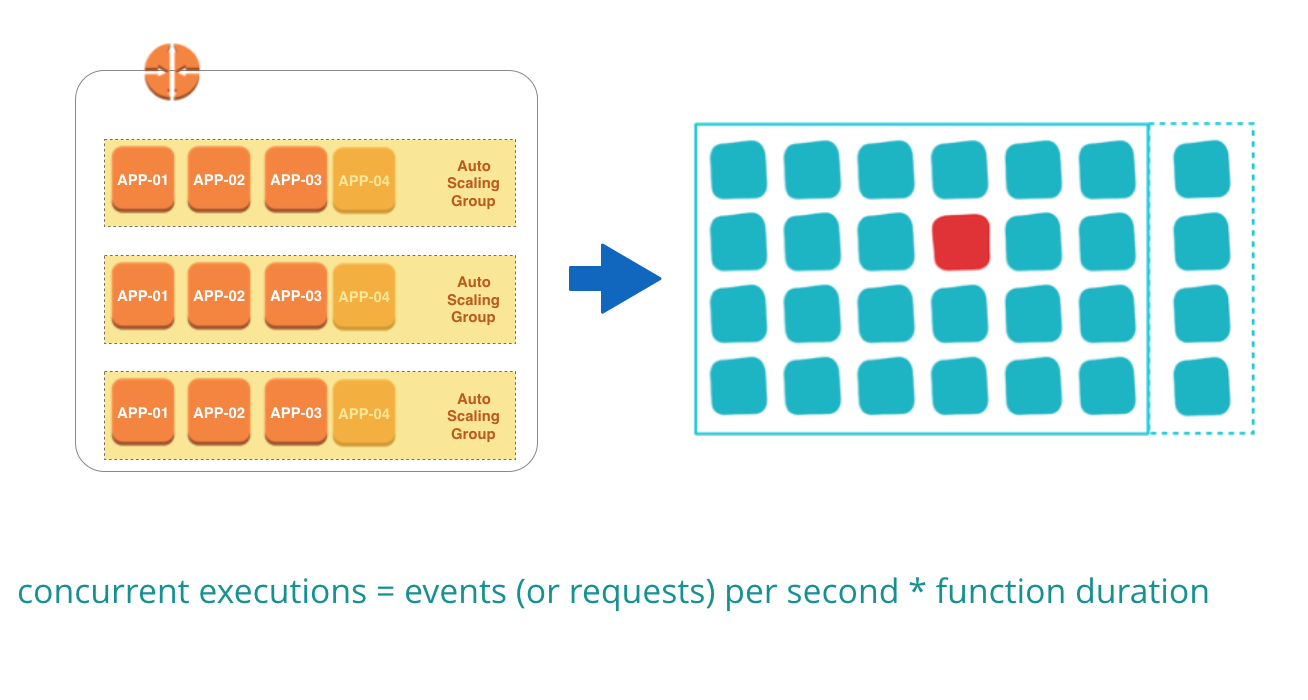 APP-01 APP-02 APP-03 APP-04
Auto
Scaling
Group
APP-01 APP-02 APP-03 APP-04
Auto
Scaling
Group
APP-01 APP-02 APP-03 APP-04
Auto
Scaling
Group
concurrent executions = events (or requests) per second * function duration